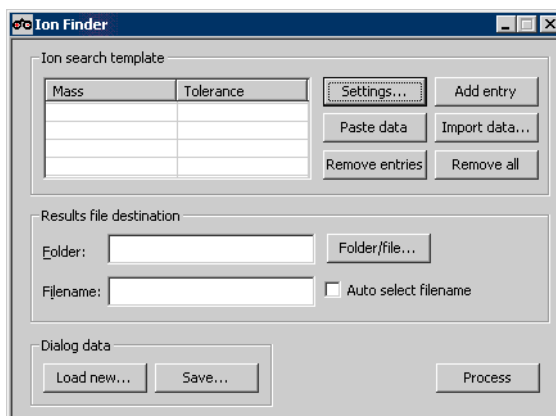 Ion Finder
Ion search template
Mass Tolerance Settings... Add entry
Paste data Import data...
Remove entries Remove all
Results file destination
Folder: Folder/file...
Filename: Auto select filename
Dialog data
Load new... Save... Process